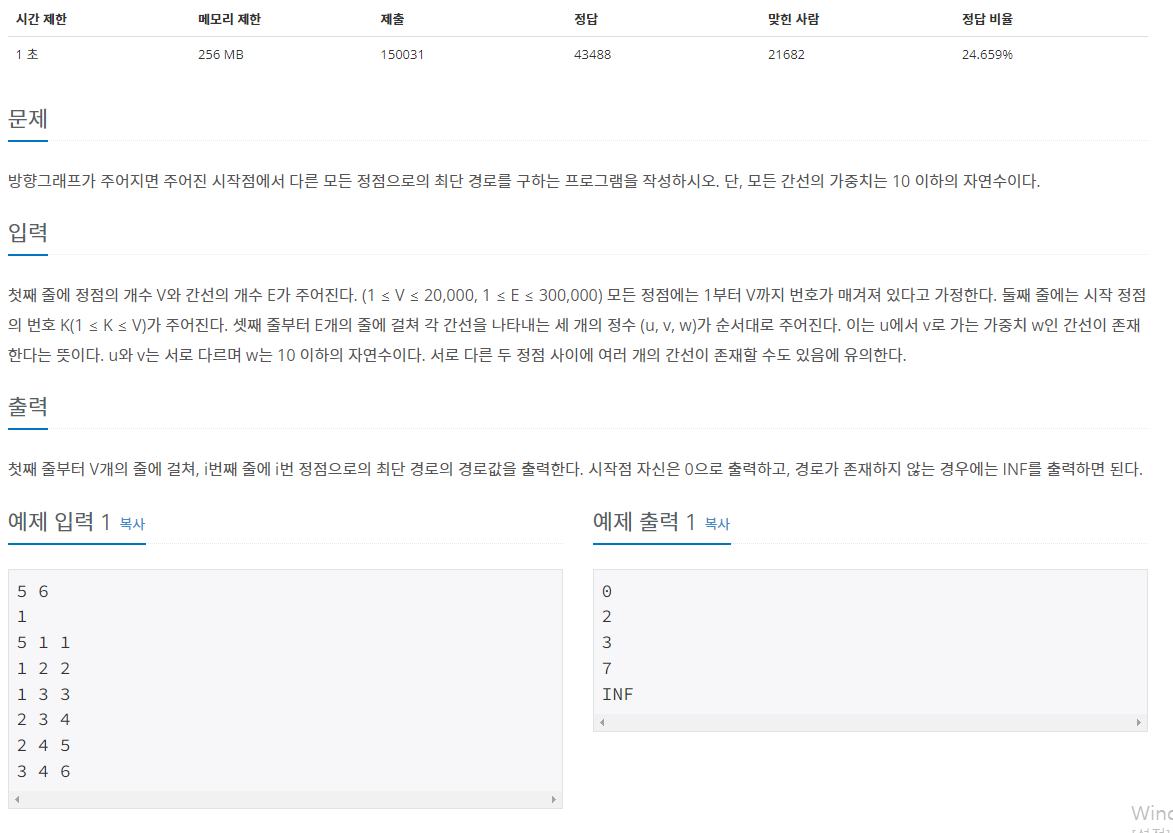 시간 제한 메모리 제한 제출 정답 맞힌 사람 정답 비율
1 초 256 MB 150031 43488 21682 24.659%
문제
방향그래프가 주어지면 주어진 시작점에서 다른 모든 정점으로의 최단 경로를 구하는 프로그램을 작성하시오. 단, 모든 간선의 가중치는 10 이하의 자연수이다.
입력
첫째 줄에 정점의 개수 V와 간선의 개수 E가 주어진다. (1 ≤ V ≤ 20,000, 1 ≤ E ≤ 300,000) 모든 정점에는 1부터 V까지 번호가 매겨져 있다고 가정한다. 둘째 줄에는 시작 정점
의 번호 K(1 ≤ K ≤ V)가 주어진다. 셋째 줄부터 E개의 줄에 걸쳐 각 간선을 나타내는 세 개의 정수 (u, v, w)가 순서대로 주어진다. 이는 u에서 v로 가는 가중치 w인 간선이 존재
한다는 뜻이다. u와 v는 서로 다르며 w는 10 이하의 자연수이다. 서로 다른 두 정점 사이에 여러 개의 간선이 존재할 수도 있음에 유의한다.
출력
첫째 줄부터 V개의 줄에 걸쳐, i번째 줄에 i번 정점으로의 최단 경로의 경로값을 출력한다. 시작점 자신은 0으로 출력하고, 경로가 존재하지 않는 경우에는 INF를 출력하면 된다.
예제 입력 1 복사
5 6
1
5 1 1
1 2 2
1 3 3
2 3 4
2 4 5
3 4 6
예제 출력 1 복사
0
2
3
7
INF